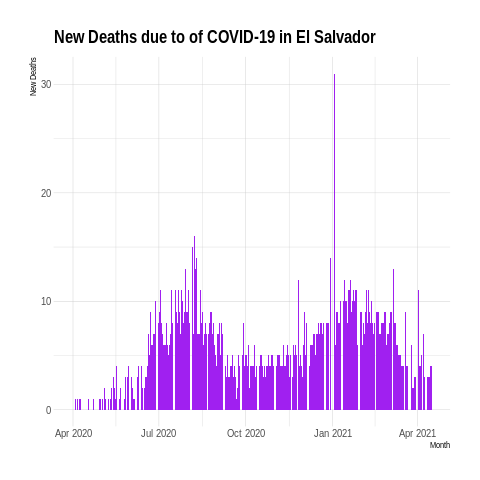 New Deaths due to of COVID-19 in El Salvador
New Deaths
30
20
10
0
Apr 2020 Jul 2020 Oct 2020 Jan 2021 Apr 2021
Month